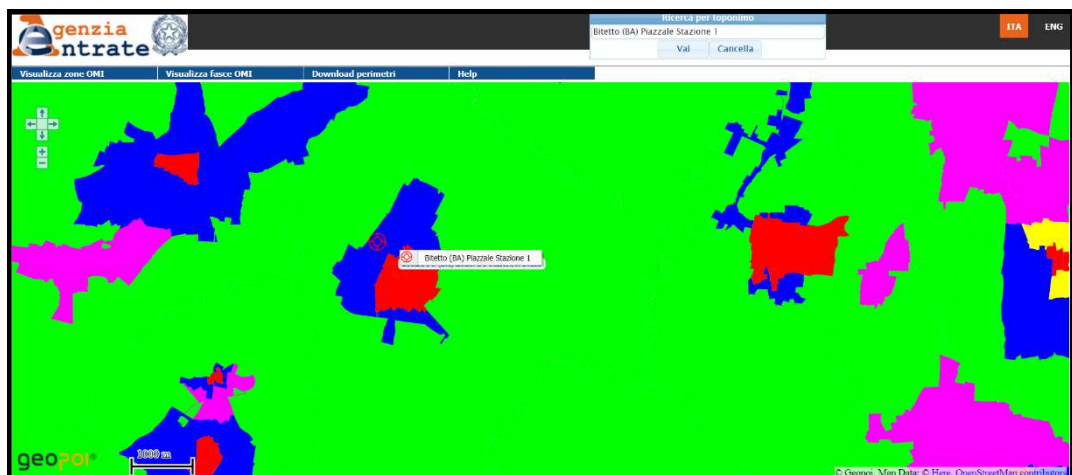 Agenzia
Entrate
Ricerca per toponimo
Bitetto (BA) Piazzale Stazione 1
Vai Cancella
ITA ENG
Visualizza zone OMI Visualizza fasce OMI Download perimetri Help
Bitetto (BA) Piazzale Stazione 1
geopoi
1000 m
© Geopoi, Map Data: © Here, OpenStreetMap contributors